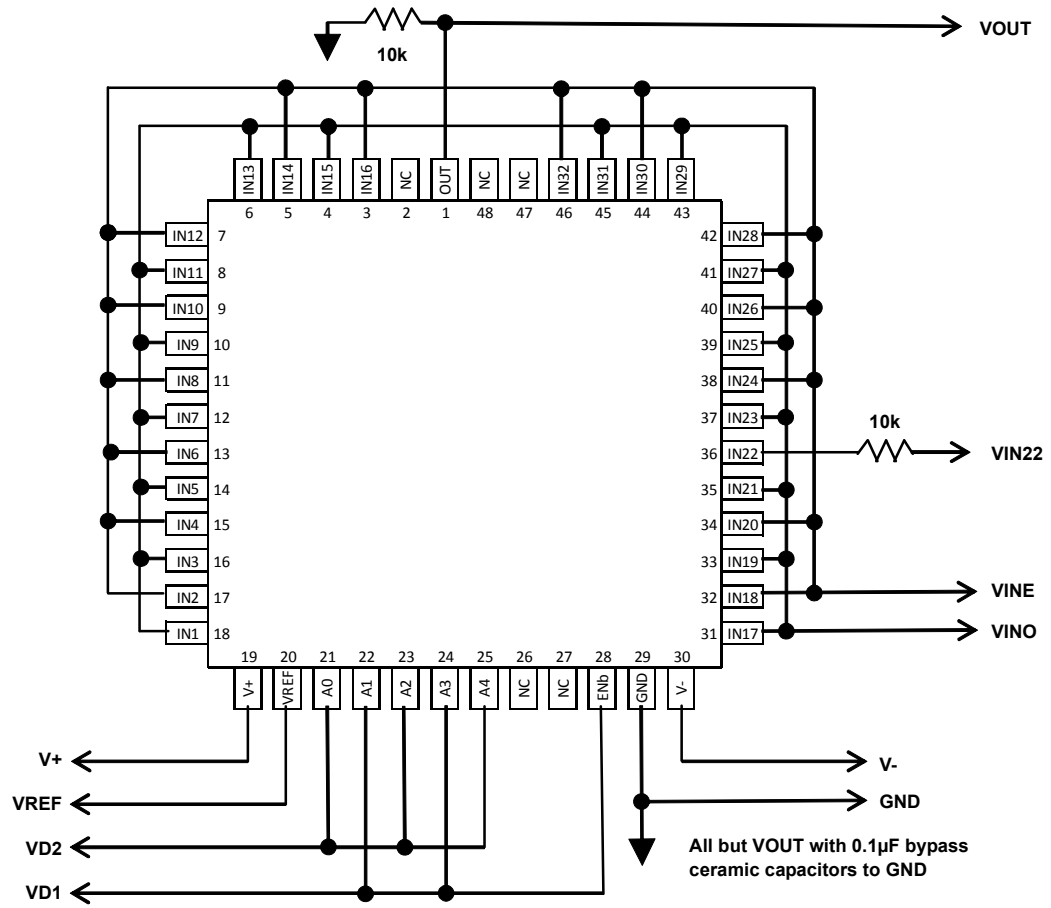 VOUT
10k
IN13
IN14
IN15
IN16
NC
OUT
NC
NC
IN32
IN31
IN30
IN29
6
5
4
3
2
1
48
47
46
45
44
43
IN12 7
42 IN28
IN11 8
41 IN27
IN10 9
40 IN26
IN9 10
39 IN25
IN8 11
38 IN24
IN7 12
37 IN23
10k
IN6 13
36 IN22
VIN22
IN5 14
35 IN21
IN4 15
34 IN20
IN3 16
33 IN19
IN2 17
32 IN18
VINE
IN1 18
31 IN17
VINO
19
20
21
22
23
24
25
26
27
28
29
30
V+
VREF
A0
A1
A2
A3
A4
NC
NC
ENb
GND
V-
V+
V-
VREF
GND
VD2
All but VOUT with 0.1µF bypass
ceramic capacitors to GND
VD1